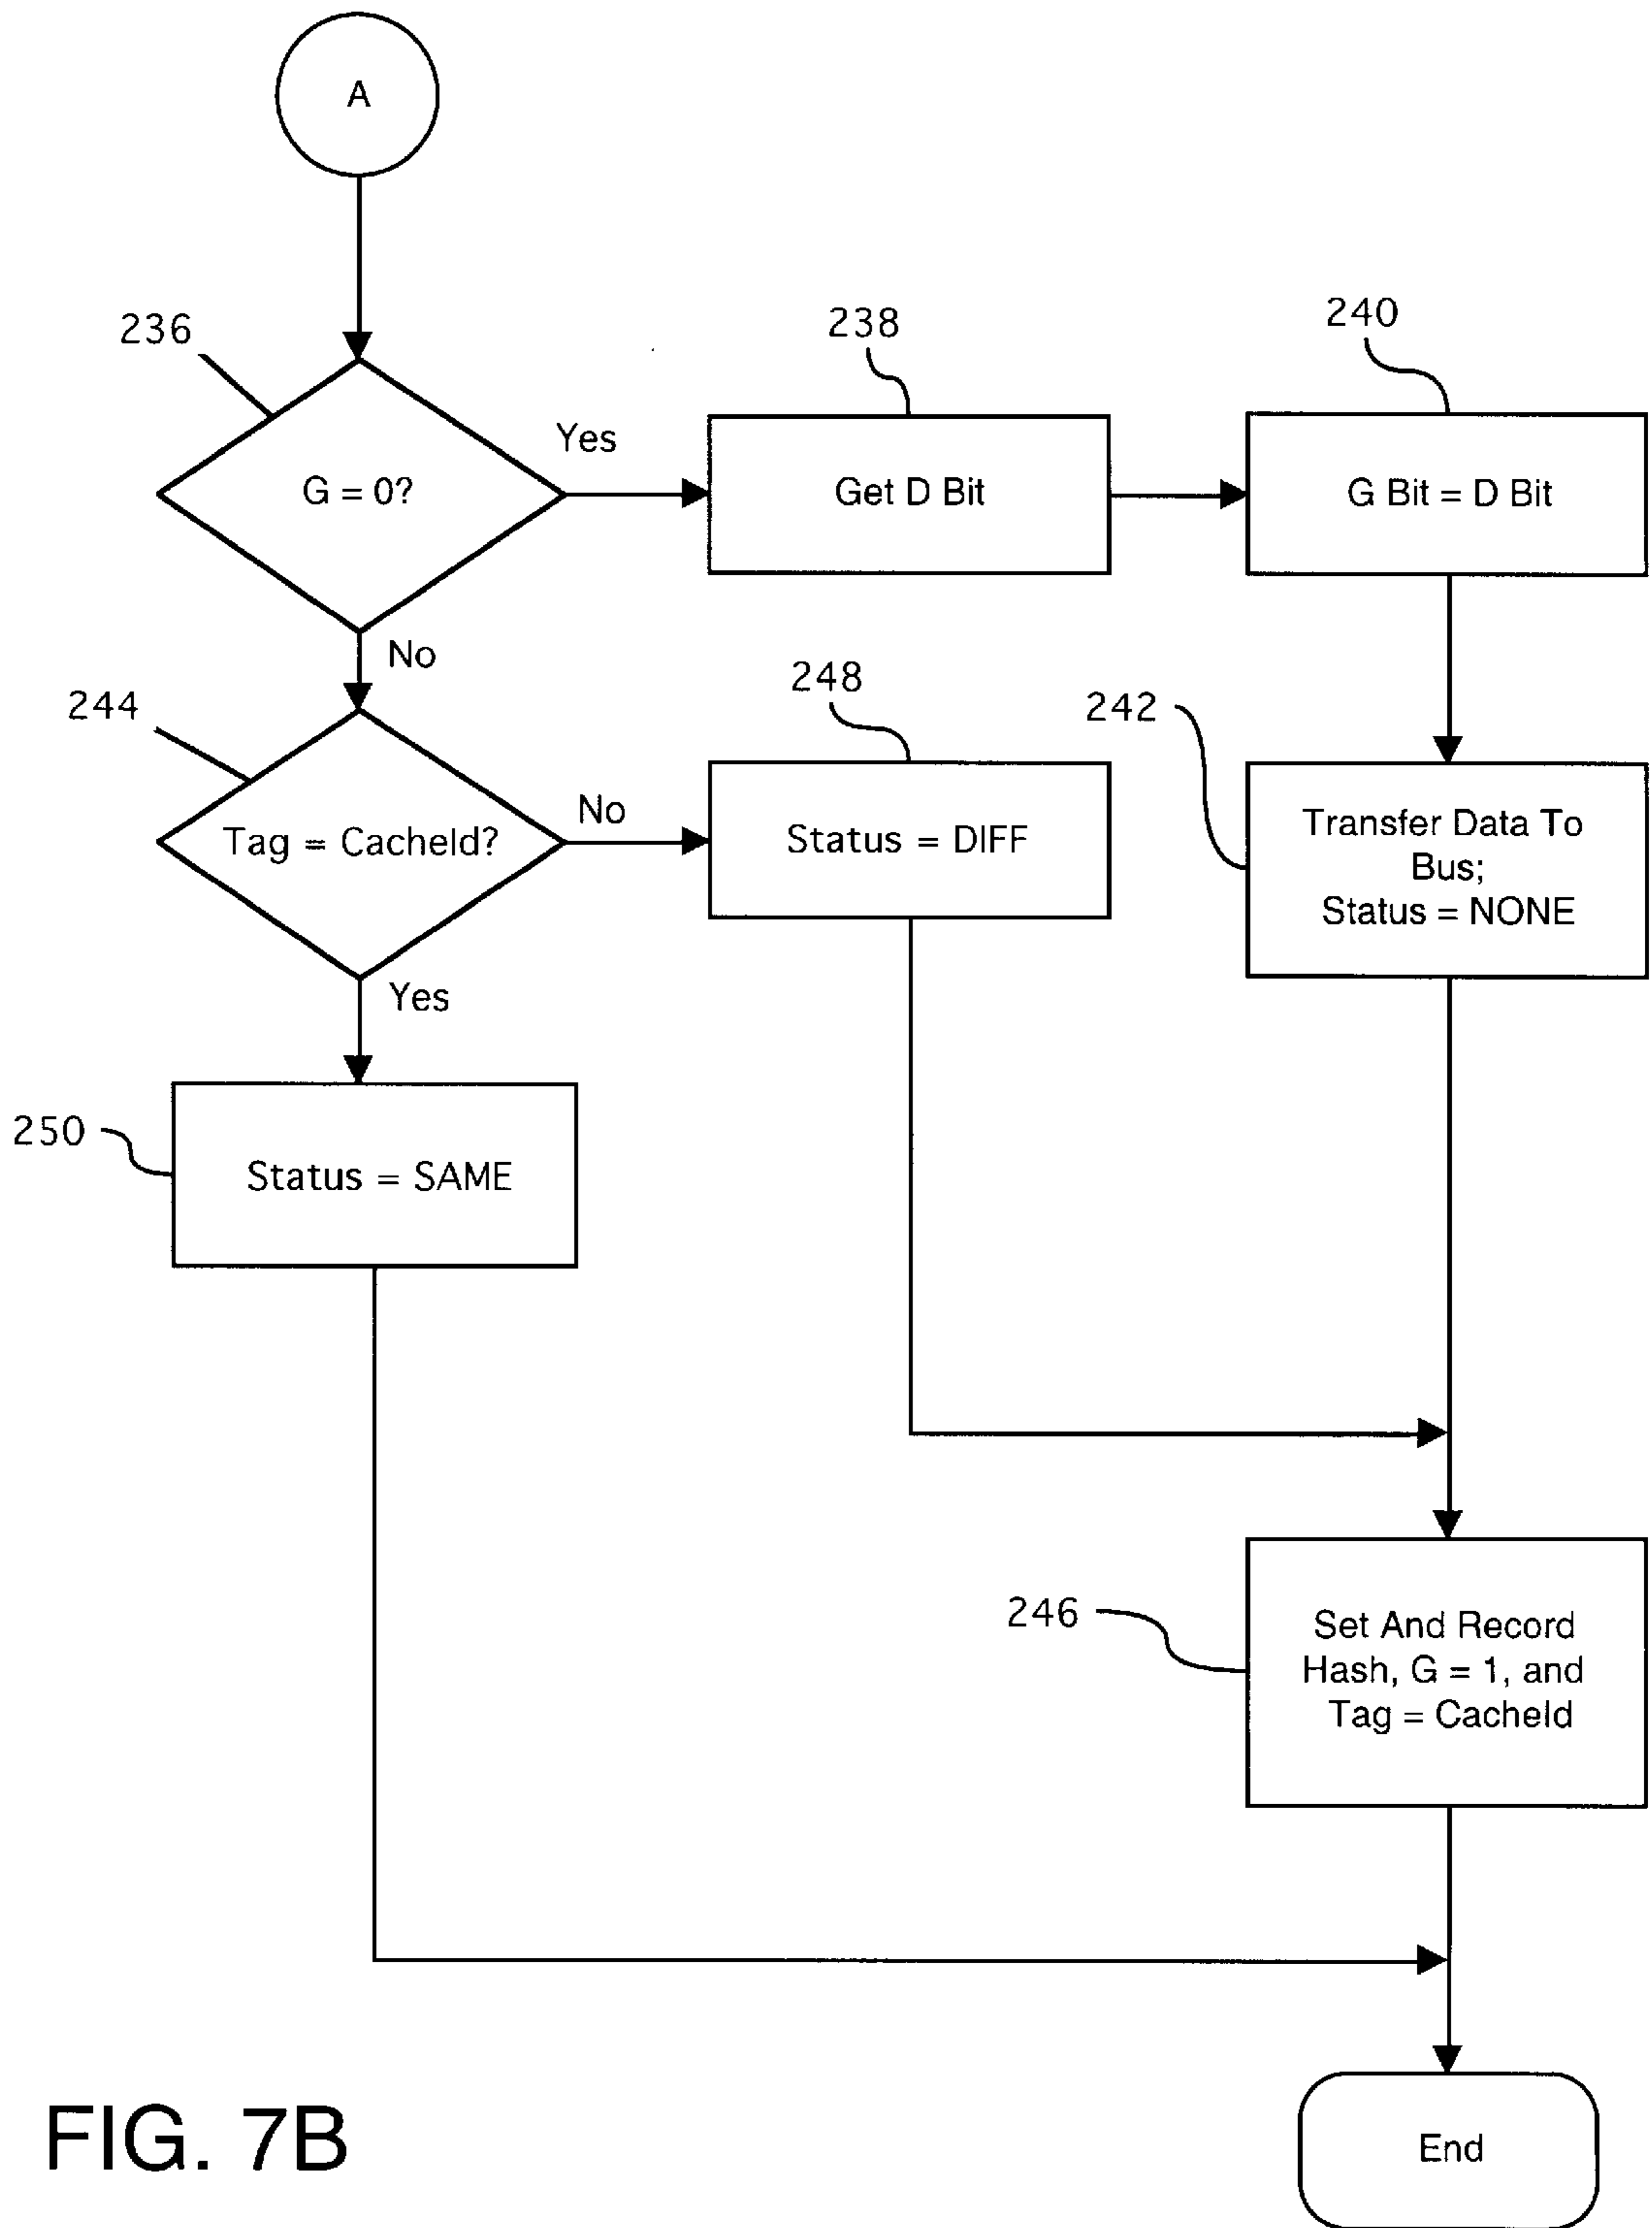 A
236
G = 0?
Yes
238
Get D Bit
240
G Bit = D Bit
No
244
Tag = CacheId?
No
248
Status = DIFF
242
Transfer Data To
Bus;
Status = NONE
Yes
250
Status = SAME
246
Set And Record
Hash, G = 1, and
Tag = CacheId
End
FIG. 7B